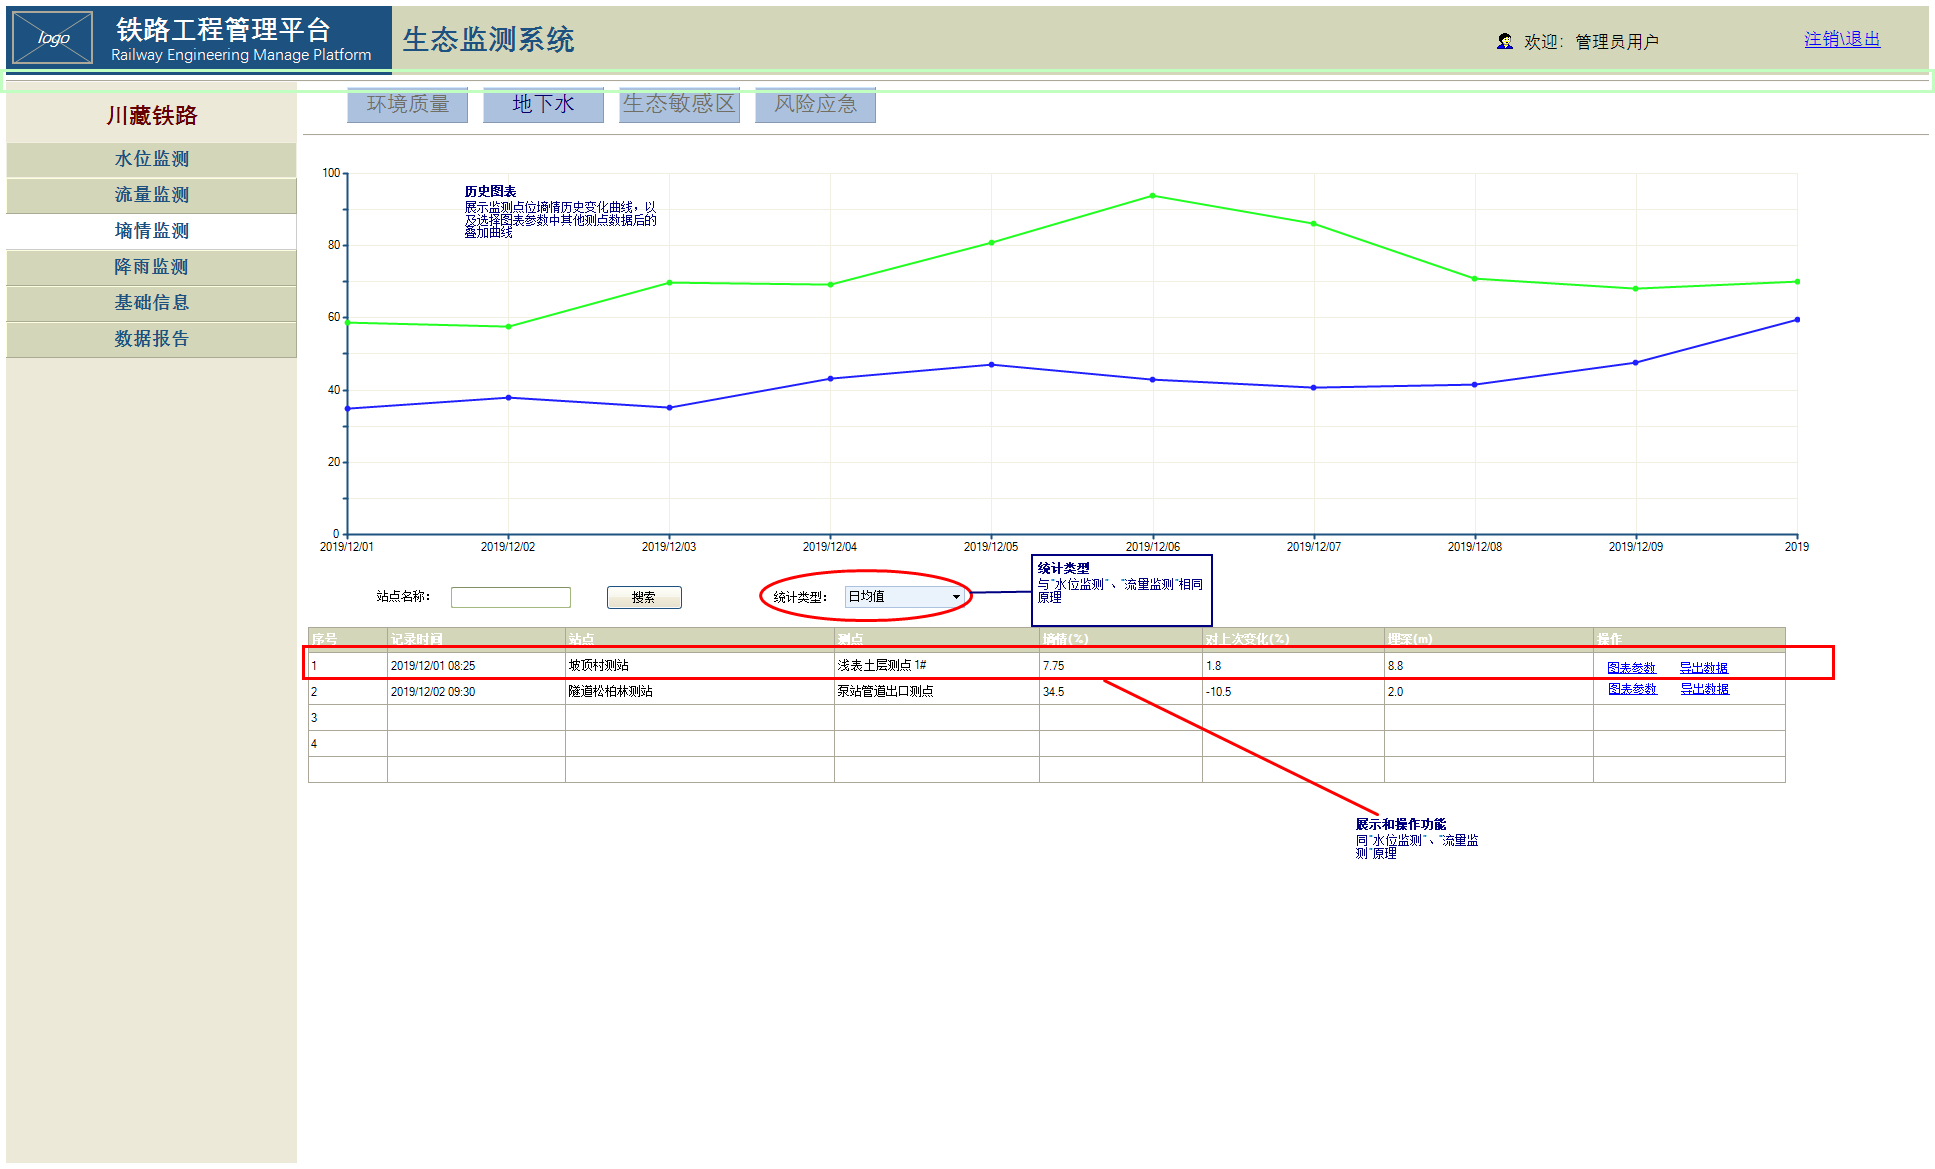 logo
铁路工程管理平台
Railway Engineering Manage Platform
生态监测系统
欢迎：管理员用户
注销\退出
川藏铁路
水位监测
流量监测
墒情监测
降雨监测
基础信息
数据报告
环境质量
地下水
生态敏感区
风险应急
历史图表
展示监测点位墒情历史变化曲线，以
及选择图表参数中其他测点数据后的
叠加曲线
100
80
60
40
20
0
2019/12/01
2019/12/02
2019/12/03
2019/12/04
2019/12/05
2019/12/06
2019/12/07
2019/12/08
2019/12/09
2019
站点名称：
搜索
统计类型：
日均值
统计类型
与"水位监测"、"流量监测"相同
原理
序号 记录时间 站点 测点 墒情(%) 对上次变化(%) 埋深(m) 操作
1 2019/12/01 08:25 坡顶村测站 浅表土层测点1# 7.75 1.8 8.8 图表参数 导出数据
2 2019/12/02 09:30 隧道松柏林测站 泵站管道出口测点 34.5 -10.5 2.0 图表参数 导出数据
3
4
展示和操作功能
同"水位监测"、"流量监
测"原理